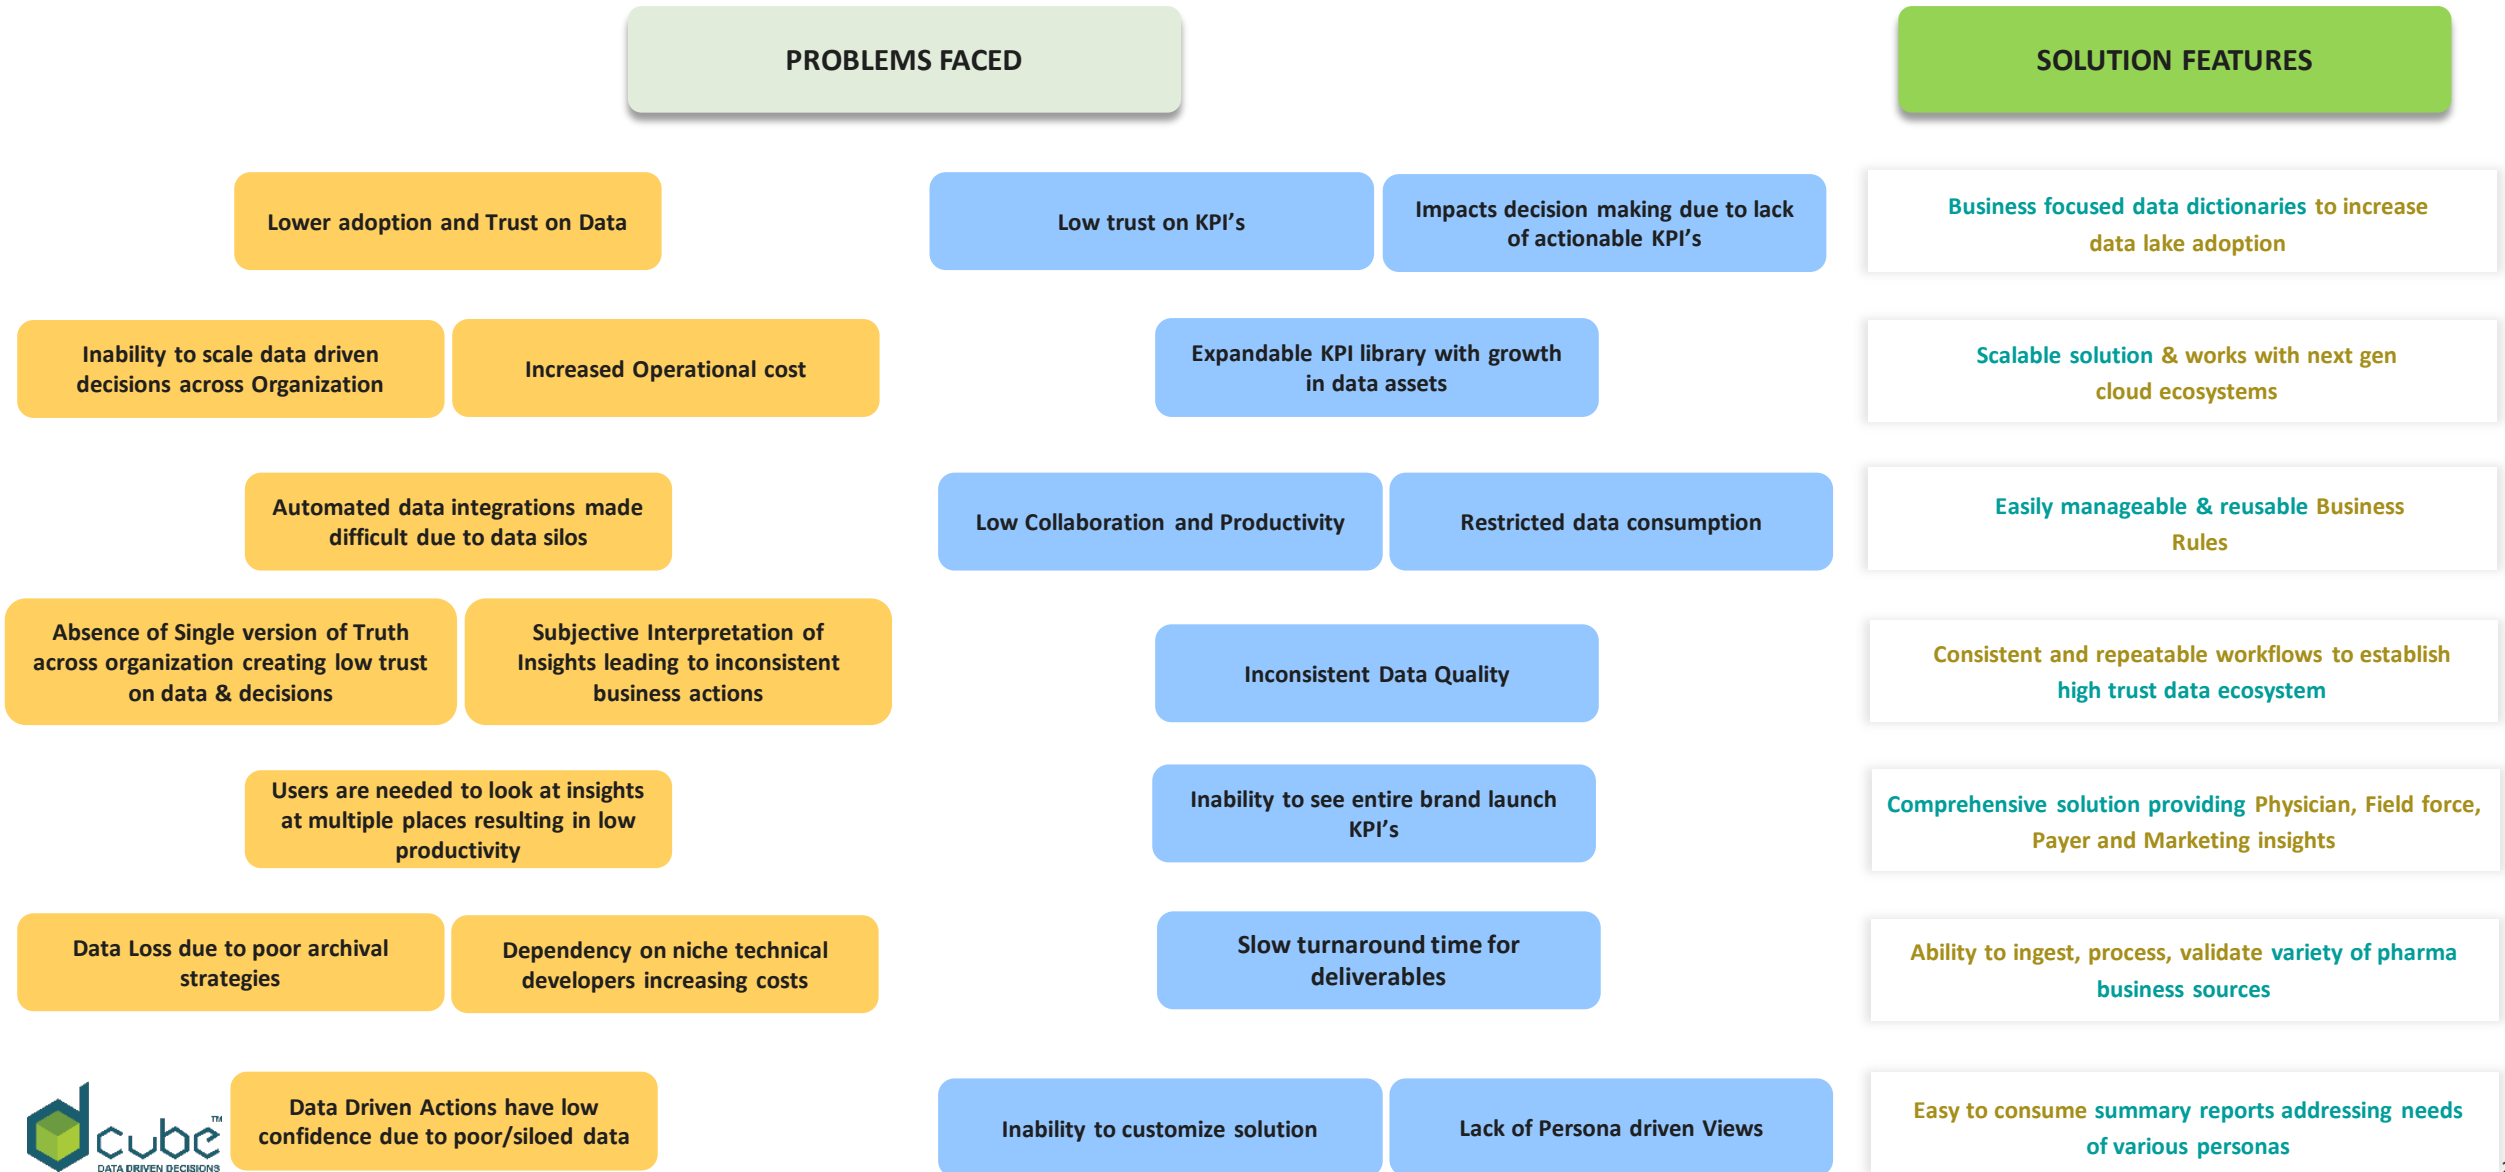 PROBLEMS FACED
SOLUTION FEATURES
Lower adoption and Trust on Data
Low trust on KPI's
Impacts decision making due to lack
of actionable KPI's
Business focused data dictionaries to increase
data lake adoption
Inability to scale data driven
decisions across Organization
Increased Operational cost
Expandable KPI library with growth
in data assets
Scalable solution & works with next gen
cloud ecosystems
Automated data integrations made
difficult due to data silos
Low Collaboration and Productivity
Restricted data consumption
Easily manageable & reusable Business
Rules
Absence of Single version of Truth
across organization creating low trust
on data & decisions
Subjective Interpretation of
Insights leading to inconsistent
business actions
Inconsistent Data Quality
Consistent and repeatable workflows to establish
high trust data ecosystem
Users are needed to look at insights
at multiple places resulting in low
productivity
Inability to see entire brand launch
KPI's
Comprehensive solution providing Physician, Field force,
Payer and Marketing insights
Data Loss due to poor archival
strategies
Dependency on niche technical
developers increasing costs
Slow turnaround time for
deliverables
Ability to ingest, process, validate variety of pharma
business sources
dcube™
DATA DRIVEN DECISIONS
Data Driven Actions have low
confidence due to poor/siloed data
Inability to customize solution
Lack of Persona driven Views
Easy to consume summary reports addressing needs
of various personas